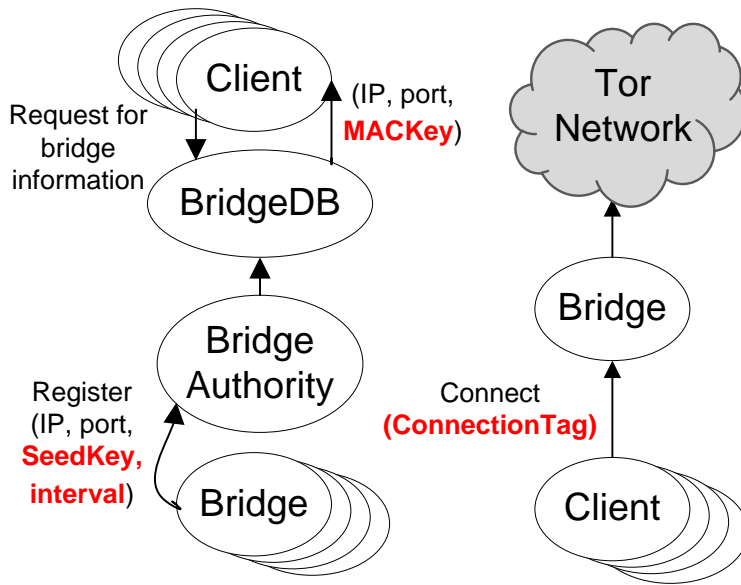 Client
Request for
bridge
information
(IP, port,
MACKey)
BridgeDB
Bridge
Authority
Register
(IP, port,
SeedKey,
interval)
Bridge
Tor
Network
Bridge
Connect
(ConnectionTag)
Client